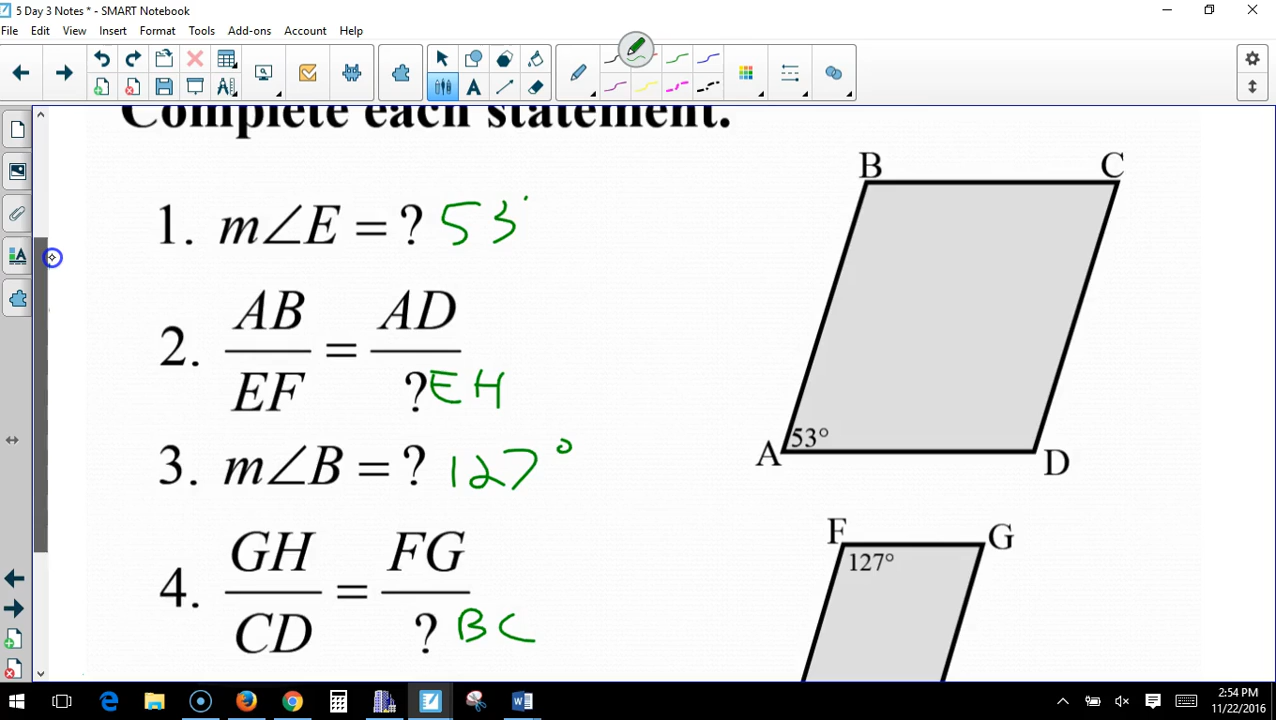 5 Day 3 Notes * - SMART Notebook
File Edit View Insert Format Tools Add-ons Account Help
Complete each statement.
1. m∠E = ? 53°
2. AB/EF = AD/? EH
3. m∠B = ? 127°
4. GH/CD = FG/? BC
B C
53°
A D
F G
127°
2:54 PM
11/22/2016